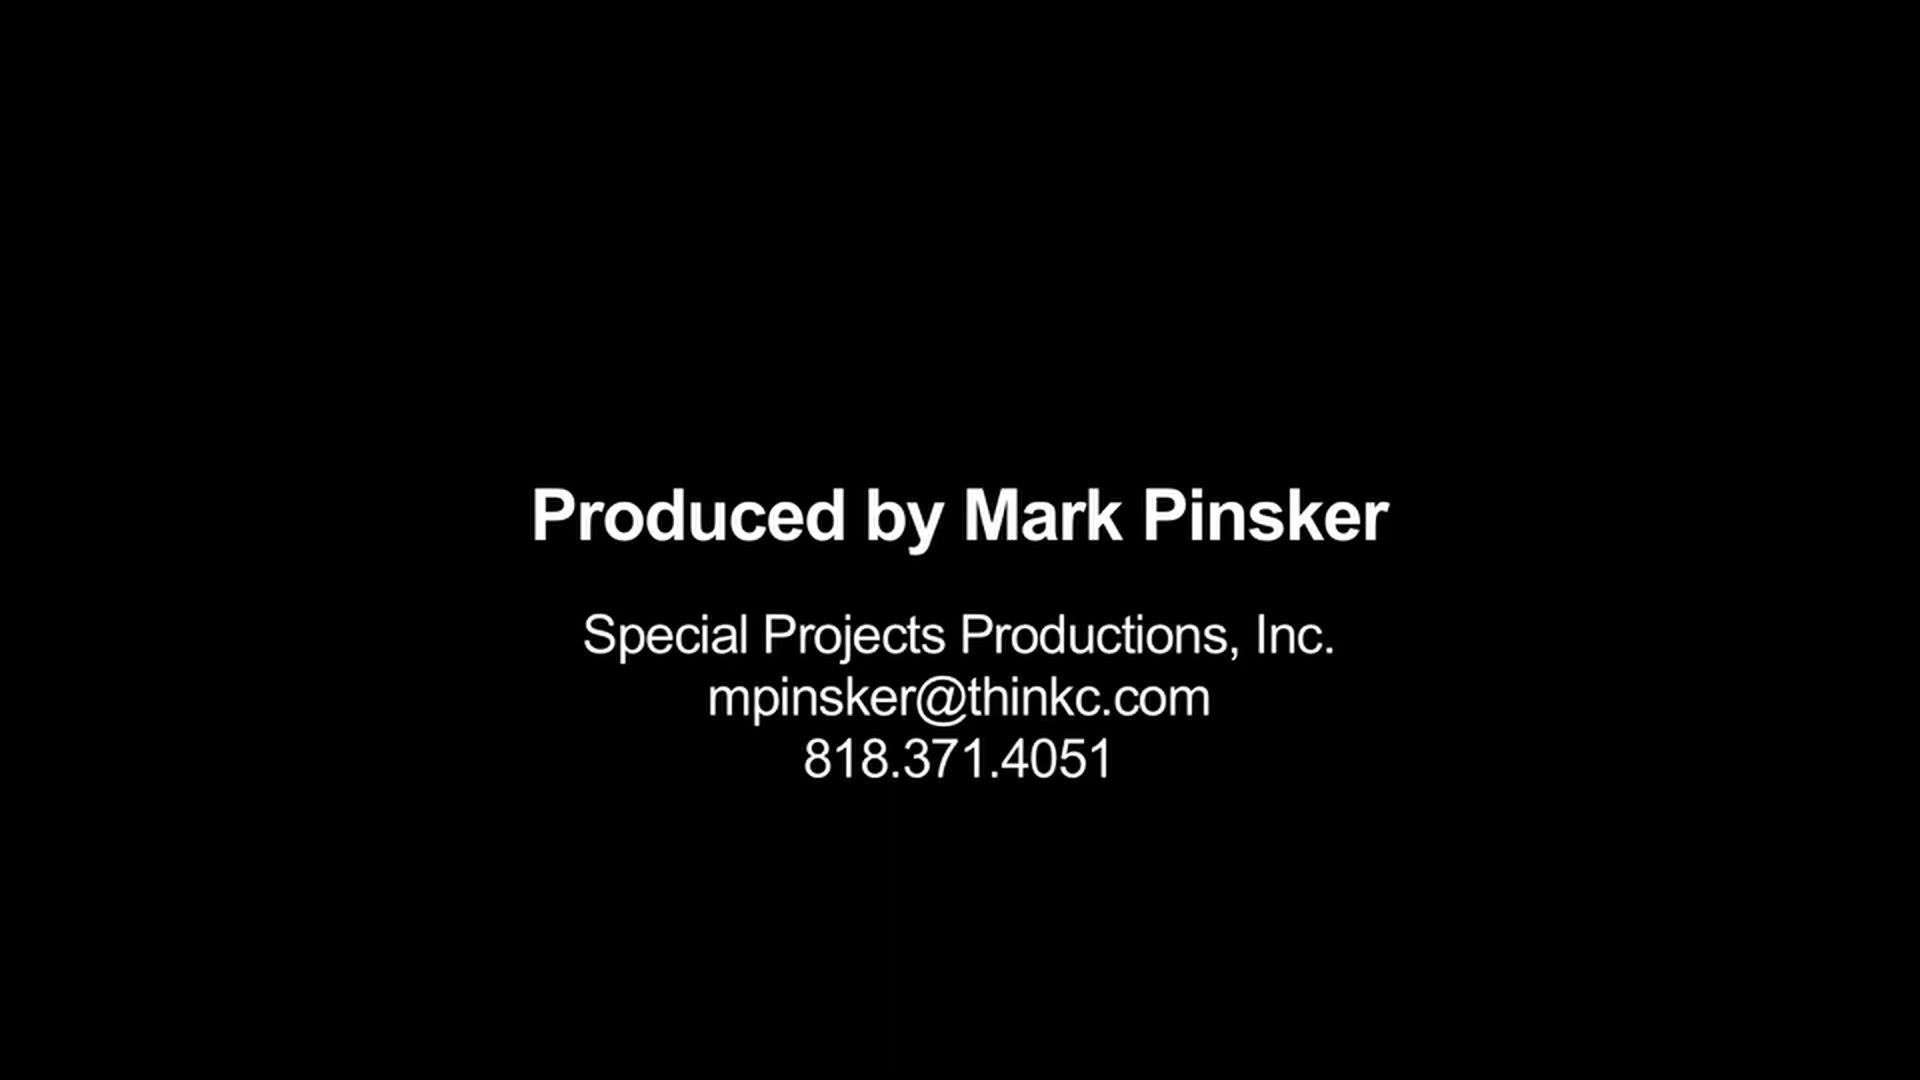 Produced by Mark Pinsker
Special Projects Productions, Inc.
mpinsker@thinkc.com
818.371.4051